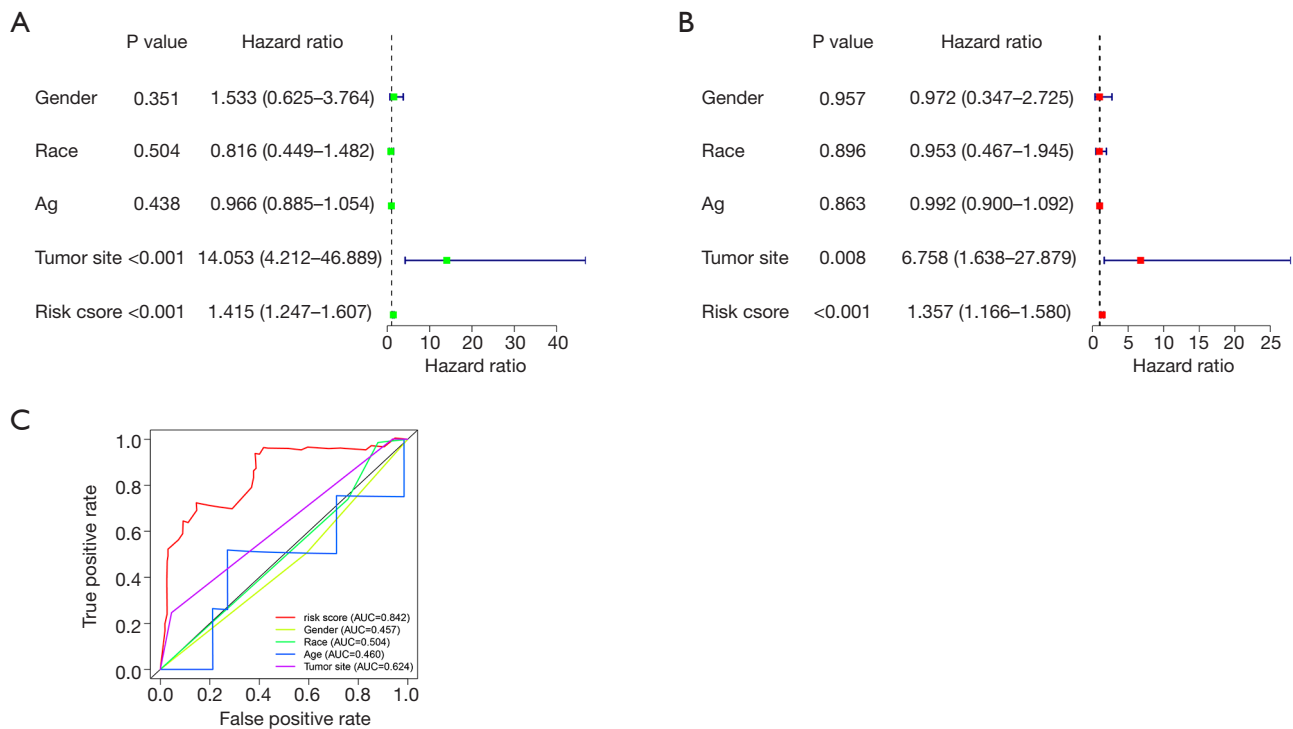 A
P value Hazard ratio
Gender 0.351 1.533 (0.625–3.764)
Race 0.504 0.816 (0.449–1.482)
Ag 0.438 0.966 (0.885–1.054)
Tumor site <0.001 14.053 (4.212–46.889)
Risk csore <0.001 1.415 (1.247–1.607)
0 10 20 30 40
Hazard ratio
B
P value Hazard ratio
Gender 0.957 0.972 (0.347–2.725)
Race 0.896 0.953 (0.467–1.945)
Ag 0.863 0.992 (0.900–1.092)
Tumor site 0.008 6.758 (1.638–27.879)
Risk csore <0.001 1.357 (1.166–1.580)
0 5 10 15 20 25
Hazard ratio
C
True positive rate
1.0
0.8
0.6
0.4
0.2
0.0
risk score (AUC=0.842)
Gender (AUC=0.457)
Race (AUC=0.504)
Age (AUC=0.460)
Tumor site (AUC=0.624)
0.0 0.2 0.4 0.6 0.8 1.0
False positive rate